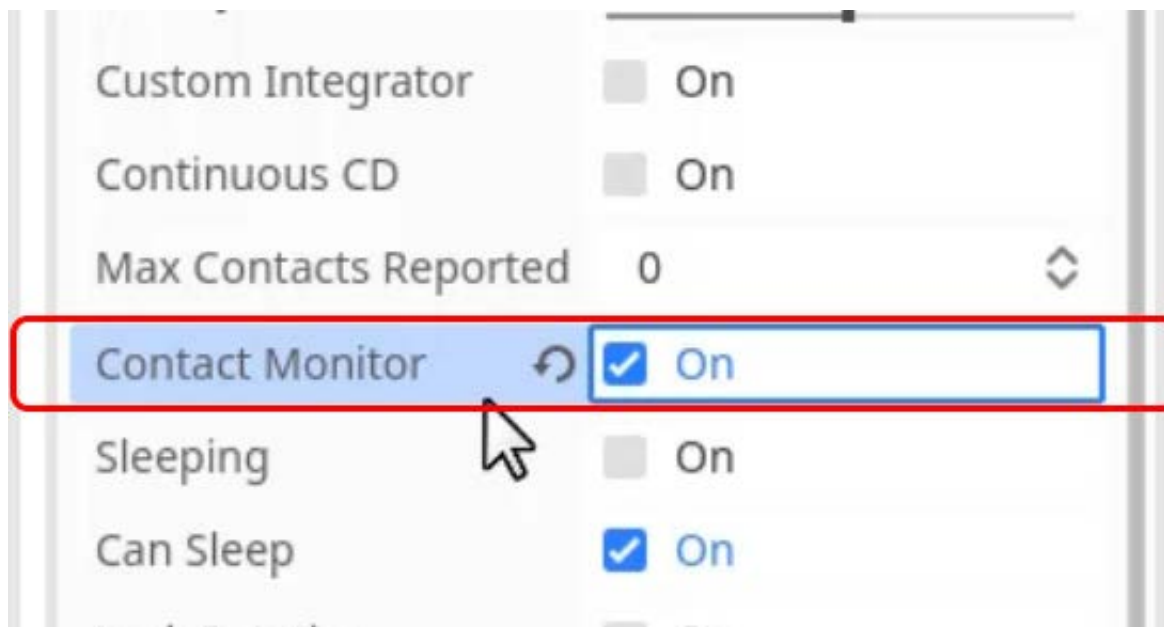 Custom Integrator On
Continuous CD On
Max Contacts Reported 0
Contact Monitor On
Sleeping On
Can Sleep On